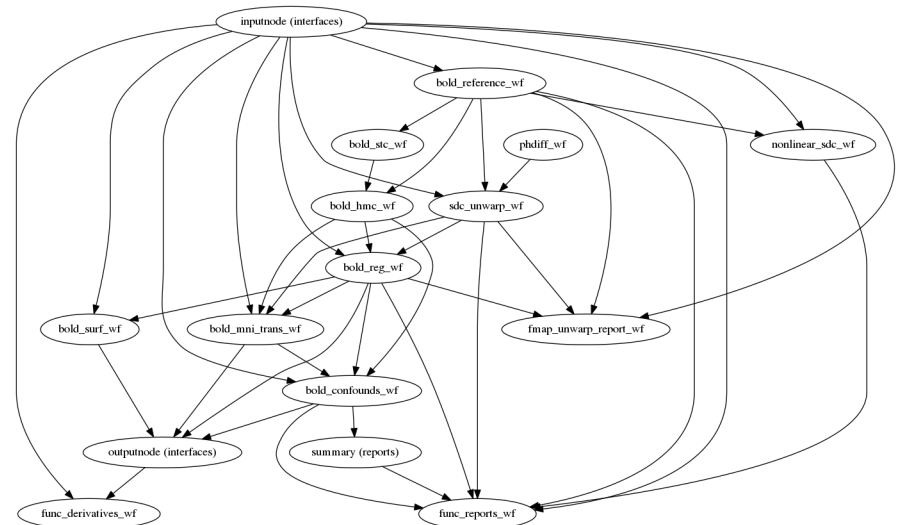 inputnode (interfaces)
bold_reference_wf
bold_stc_wf
phdiff_wf
nonlinear_sdc_wf
bold_hmc_wf
sdc_unwarp_wf
bold_reg_wf
bold_surf_wf
bold_mni_trans_wf
fmap_unwarp_report_wf
bold_confounds_wf
outputnode (interfaces)
summary (reports)
func_derivatives_wf
func_reports_wf